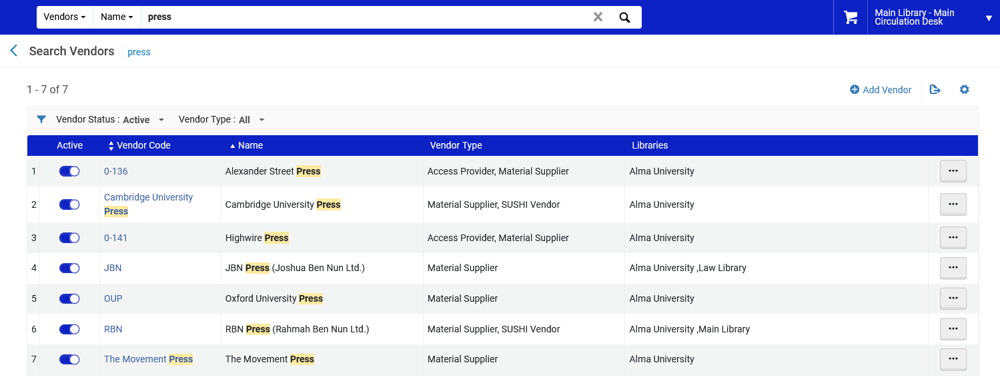 Vendors Name press Main Library - Main
Circulation Desk
Search Vendors press
1 - 7 of 7 Add Vendor
Vendor Status : Active Vendor Type : All
Active Vendor Code Name Vendor Type Libraries
1 0-136 Alexander Street Press Access Provider, Material Supplier Alma University ...
2 Cambridge University Press Cambridge University Press Material Supplier, SUSHI Vendor Alma University ...
3 0-141 Highwire Press Access Provider, Material Supplier Alma University ...
4 JBN JBN Press (Joshua Ben Nun Ltd.) Material Supplier Alma University ,Law Library ...
5 OUP Oxford University Press Material Supplier Alma University ...
6 RBN RBN Press (Rahmah Ben Nun Ltd.) Material Supplier, SUSHI Vendor Alma University ,Main Library ...
7 The Movement Press The Movement Press Material Supplier Alma University ...